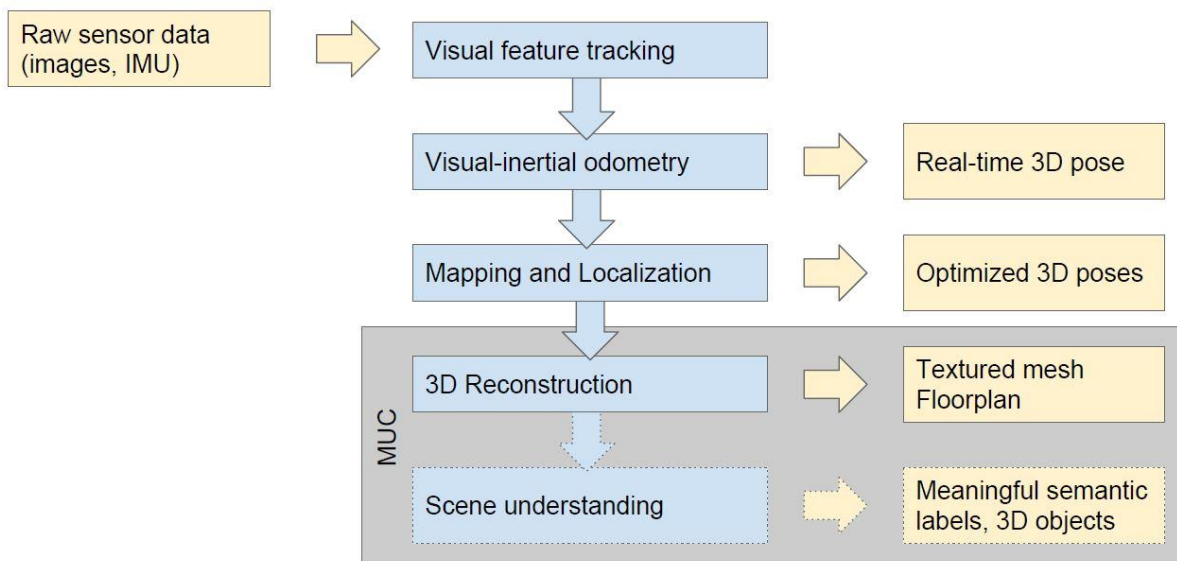 Raw sensor data
(images, IMU)
Visual feature tracking
Visual-inertial odometry
Real-time 3D pose
Mapping and Localization
Optimized 3D poses
MUC
3D Reconstruction
Textured mesh
Floorplan
Scene understanding
Meaningful semantic
labels, 3D objects